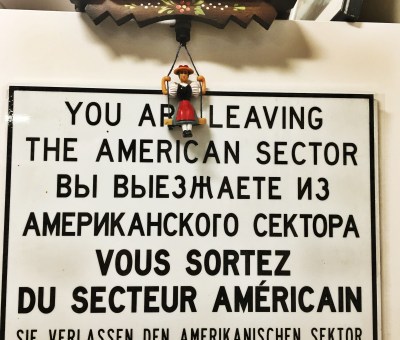 YOU AR LEAVING
THE AMERICAN SECTOR
ВЫ ВЫЕЗЖАЕТЕ ИЗ
АМЕРИКАНСКОГО СЕКТОРА
VOUS SORTEZ
DU SECTEUR AMÉRICAIN
SIE VERLASSEN DEN AMERIKANISCHEN SEKTOR